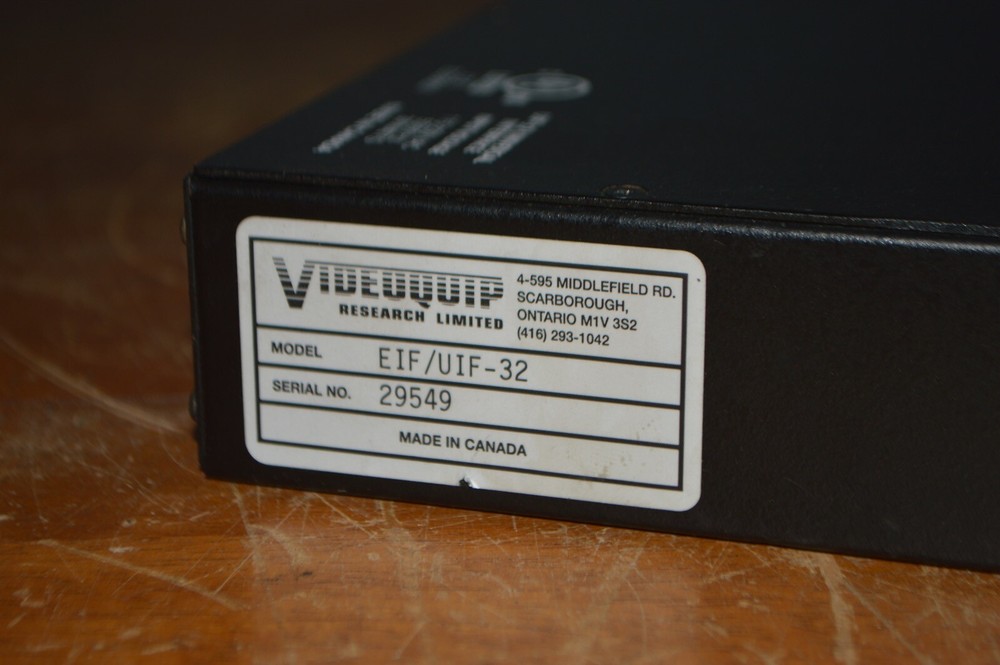 VIDEOQUIP
RESEARCH LIMITED
4-595 MIDDLEFIELD RD.
SCARBOROUGH,
ONTARIO M1V 3S2
(416) 293-1042
MODEL EIF/UIF-32
SERIAL NO. 29549
MADE IN CANADA